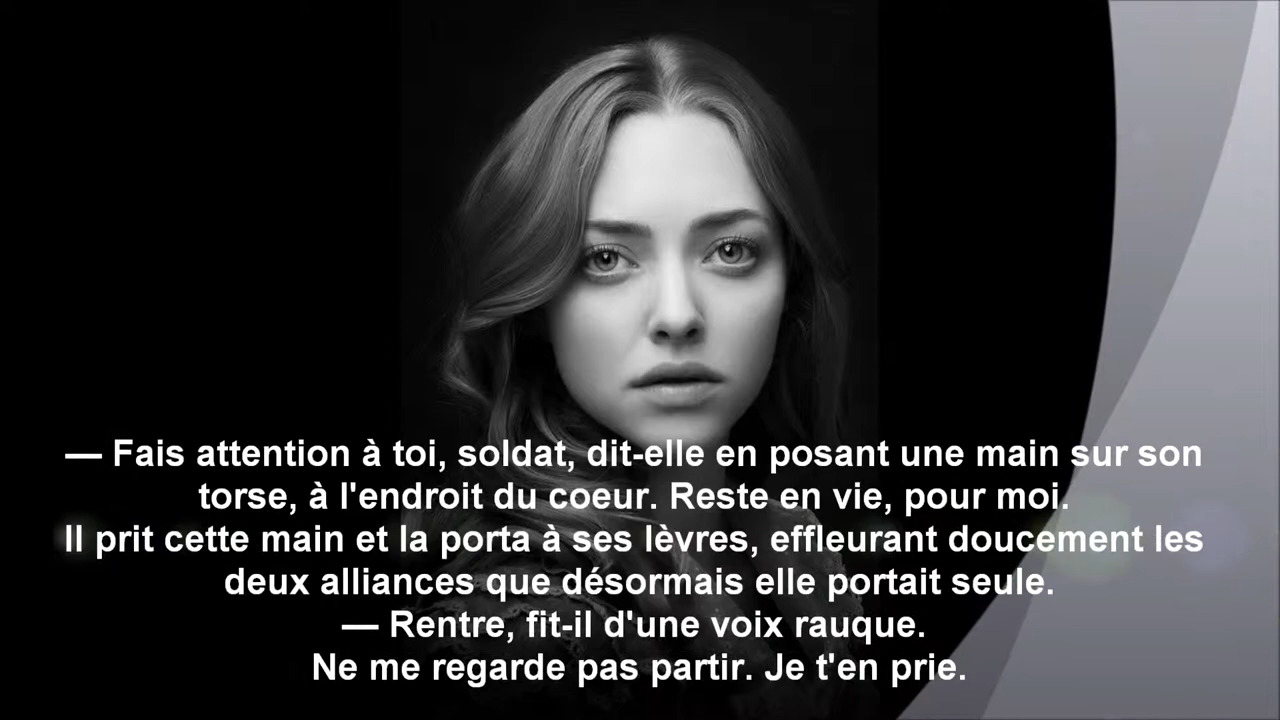 — Fais attention à toi, soldat, dit-elle en posant une main sur son
torse, à l'endroit du coeur. Reste en vie, pour moi.
Il prit cette main et la porta à ses lèvres, effleurant doucement les
deux alliances que désormais elle portait seule.
— Rentre, fit-il d'une voix rauque.
Ne me regarde pas partir. Je t'en prie.